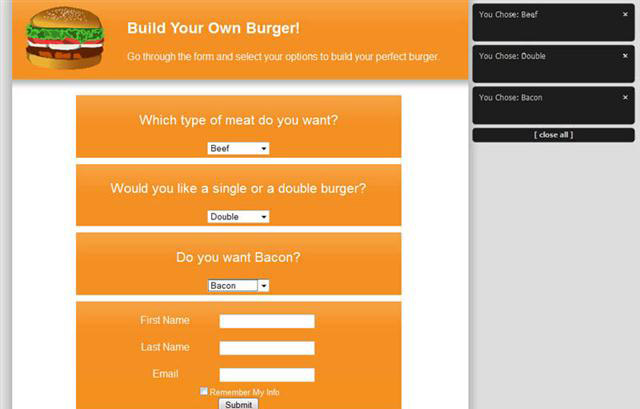 Build Your Own Burger!
Go through the form and select your options to build your perfect burger.
Which type of meat do you want?
Beef
Would you like a single or a double burger?
Double
Do you want Bacon?
Bacon
First Name
Last Name
Email
Remember My Info
Submit
You Chose: Beef
×
You Chose: Double
×
You Chose: Bacon
×
[ close all ]